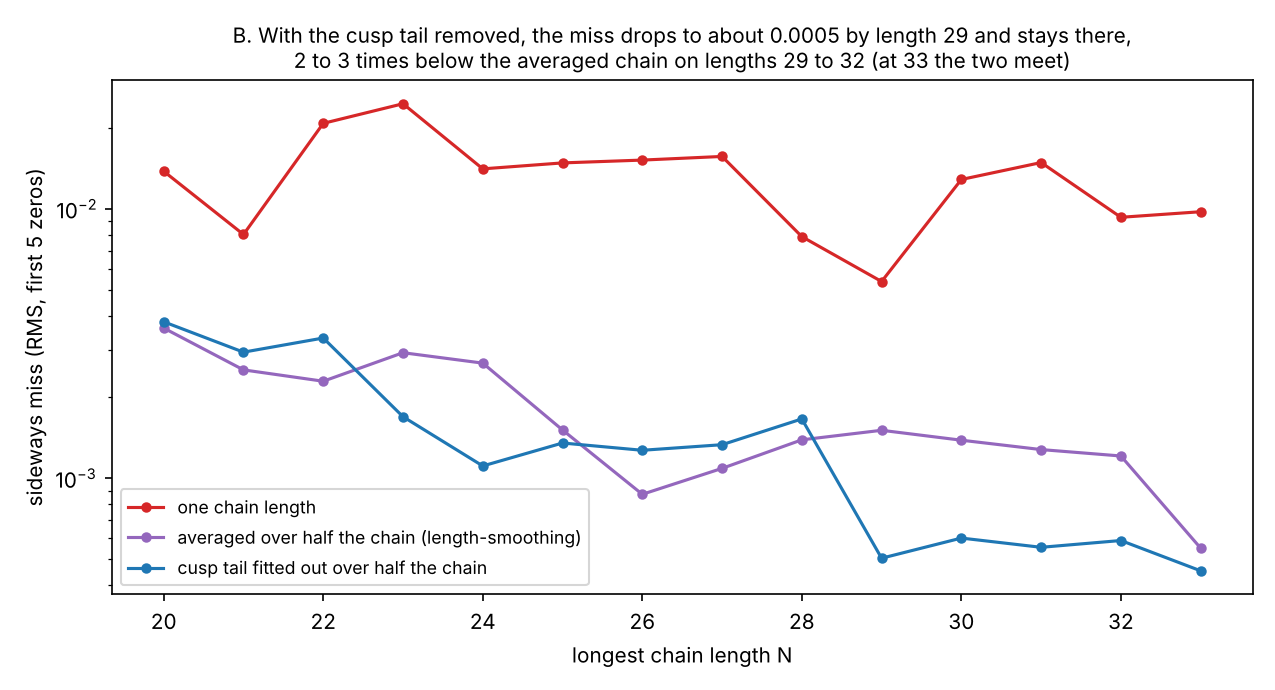 B. With the cusp tail removed, the miss drops to about 0.0005 by length 29 and stays there,
2 to 3 times below the averaged chain on lengths 29 to 32 (at 33 the two meet)
sideways miss (RMS, first 5 zeros)
10⁻²
10⁻³
one chain length
averaged over half the chain (length-smoothing)
cusp tail fitted out over half the chain
20 22 24 26 28 30 32
longest chain length N